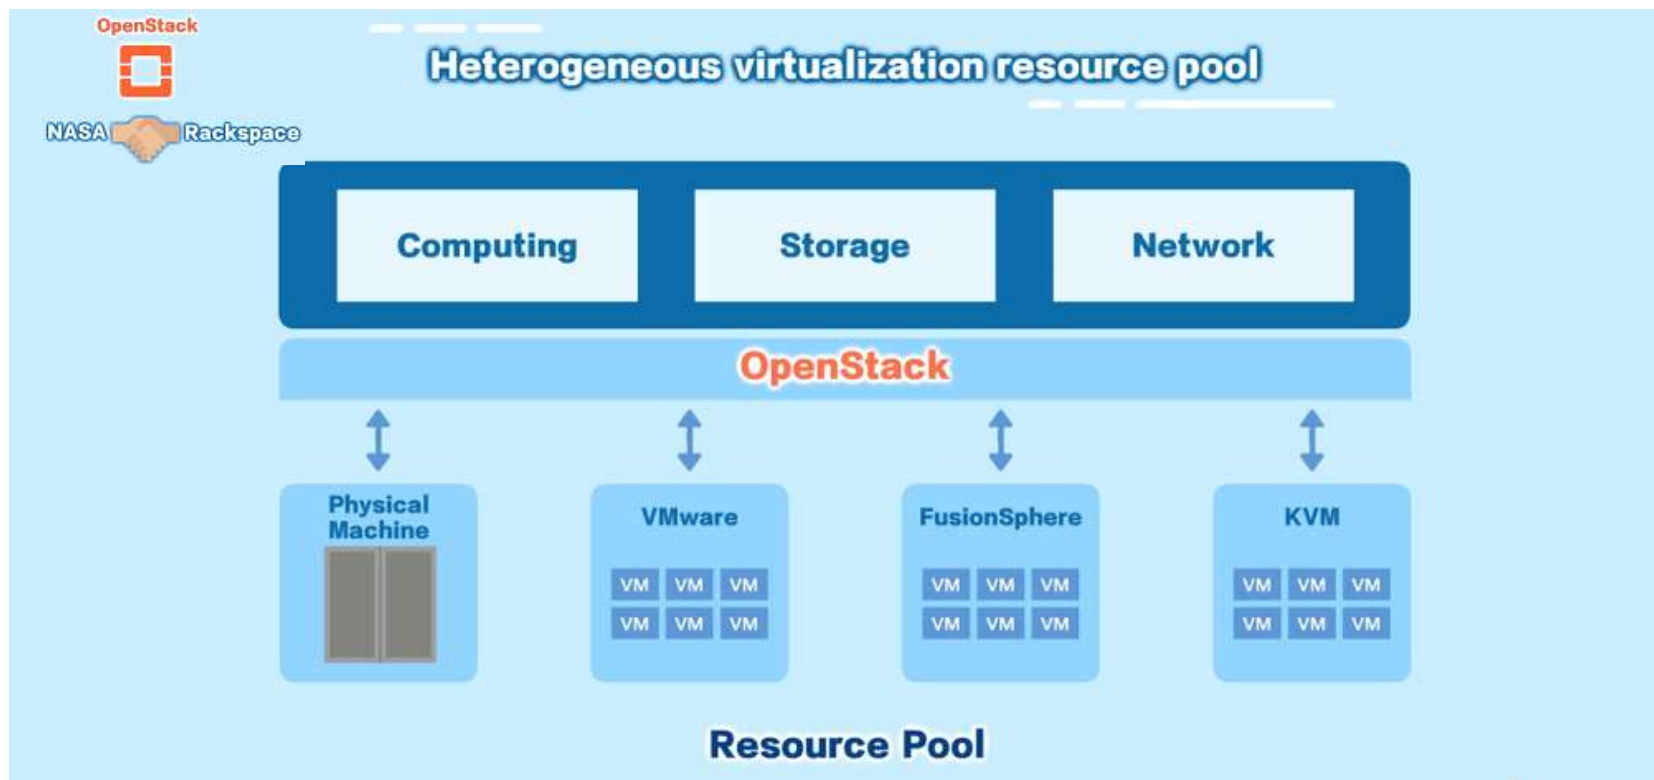 OpenStack
NASA Rackspace
Heterogeneous virtualization resource pool
Computing
Storage
Network
OpenStack
Physical
Machine
VMware
VM VM VM
VM VM VM
FusionSphere
VM VM VM
VM VM VM
KVM
VM VM VM
VM VM VM
Resource Pool